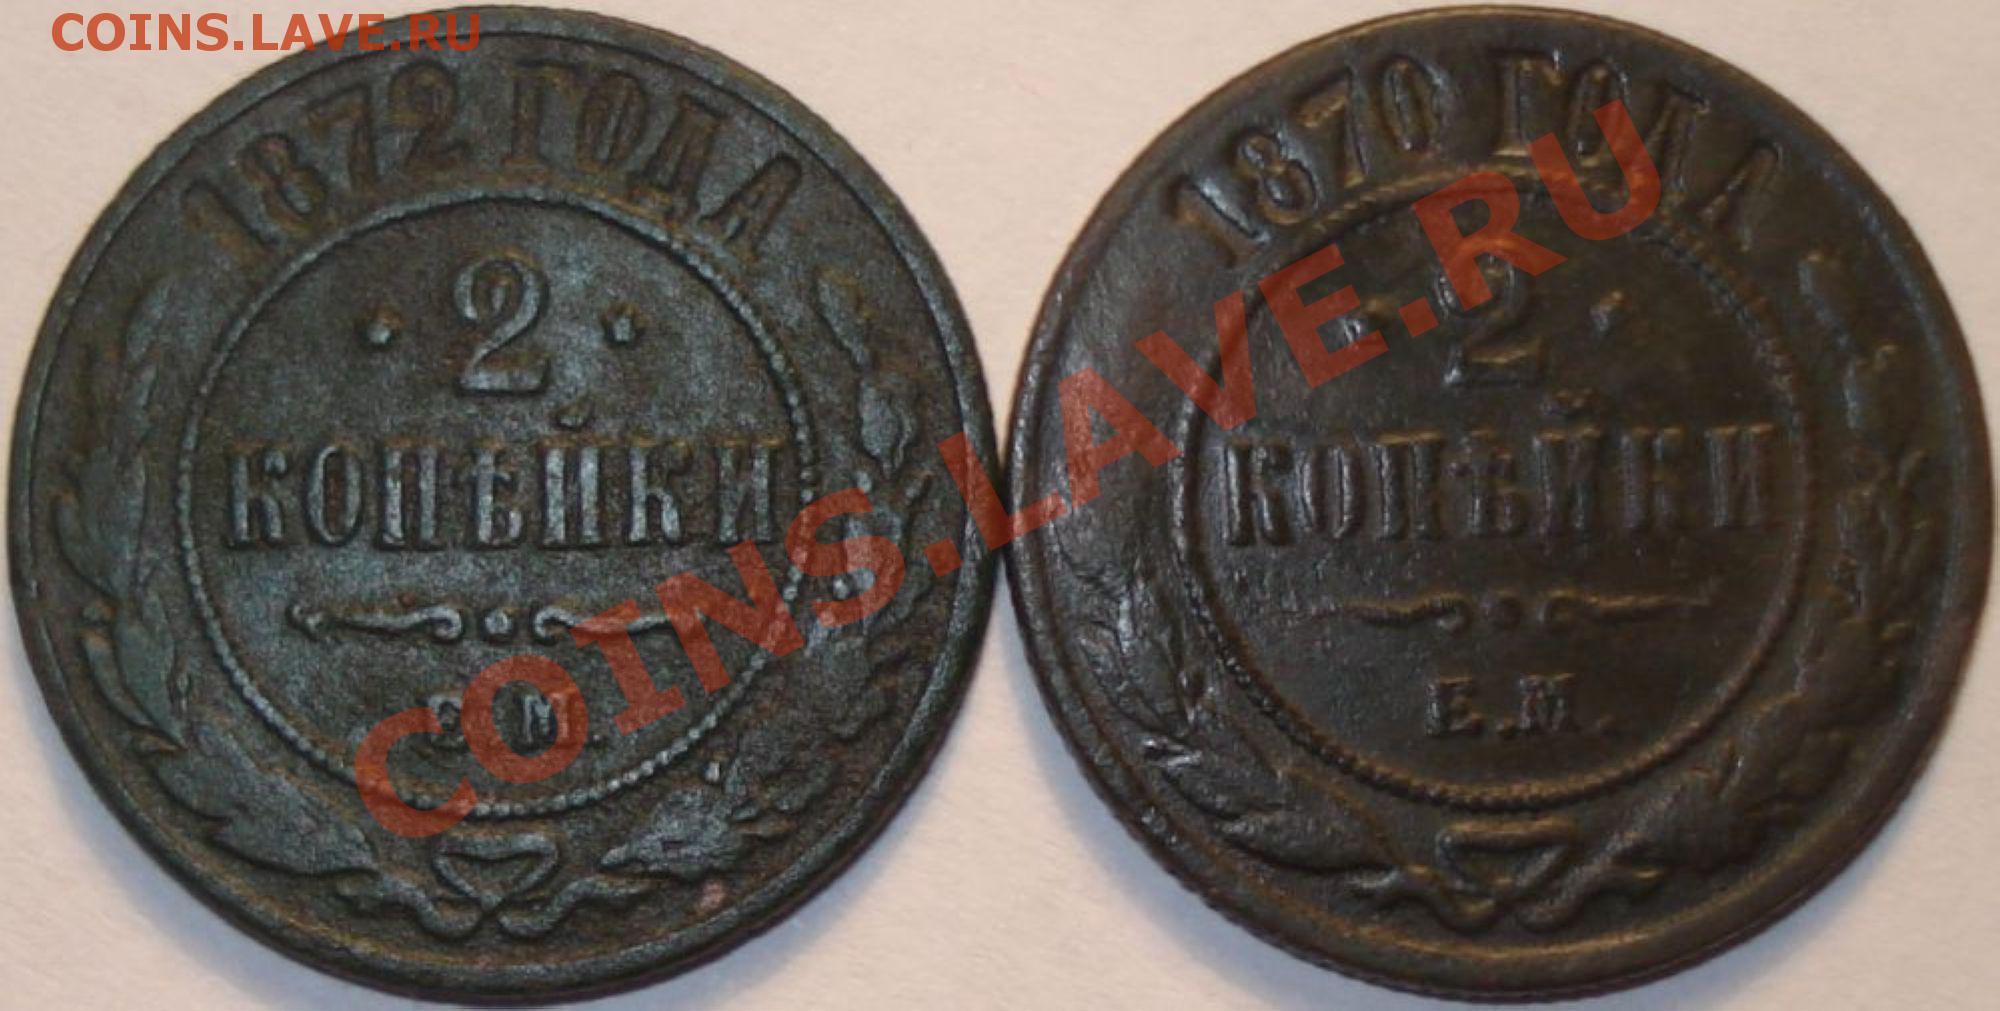 COINS.LAVE.RU
1872 ГОДА
2
КОПѢЙКИ
Э.М.
1870 ГОДА
2
КОПѢЙКИ
Е.М.
COINS.LAVE.RU